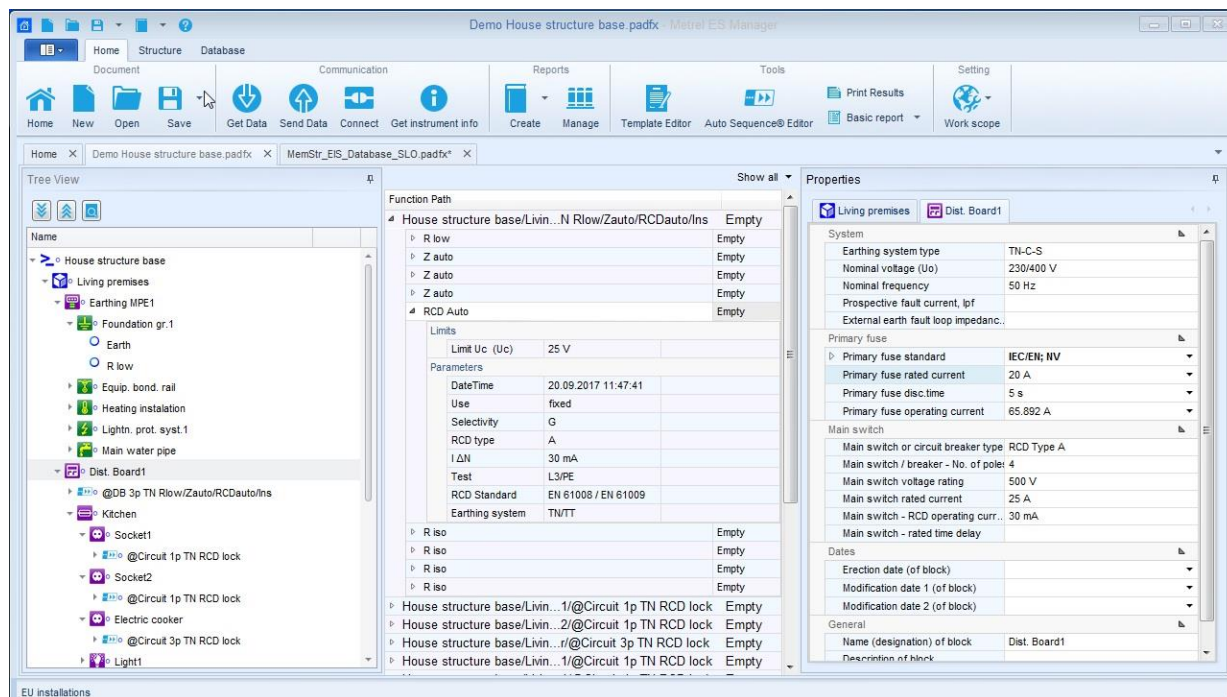 Demo House structure base.padfx - Metrel ES Manager
Home Structure Database
Document Communication Reports Tools Setting
Home New Open Save Get Data Send Data Connect Get instrument info Create Manage Template Editor Auto Sequence® Editor Print Results Basic report Work scope
Home X Demo House structure base.padfx X MemStr_EIS_Database_SLO.padfx* X
Tree View
Name
House structure base
Living premises
Earthing MPE1
Foundation gr.1
Earth
R low
Equip. bond. rail
Heating instalation
Lightn. prot. syst.1
Main water pipe
Dist. Board1
@DB 3p TN Rlow/Zauto/RCDauto/Ins
Kitchen
Socket1
@Circuit 1p TN RCD lock
Socket2
@Circuit 1p TN RCD lock
Electric cooker
@Circuit 3p TN RCD lock
Light1
Show all
Function Path
House structure base/Livin...N Rlow/Zauto/RCDauto/Ins Empty
R low Empty
Z auto Empty
Z auto Empty
Z auto Empty
RCD Auto Empty
Limits
Limit Uc (Uc) 25 V
Parameters
DateTime 20.09.2017 11:47:41
Use fixed
Selectivity G
RCD type A
I ΔN 30 mA
Test L3/PE
RCD Standard EN 61008 / EN 61009
Earthing system TN/TT
R iso Empty
R iso Empty
R iso Empty
R iso Empty
House structure base/Livin...1/@Circuit 1p TN RCD lock Empty
House structure base/Livin...2/@Circuit 1p TN RCD lock Empty
House structure base/Livin...r/@Circuit 3p TN RCD lock Empty
House structure base/Livin...1/@Circuit 1p TN RCD lock Empty
Properties
Living premises Dist. Board1
System
Earthing system type TN-C-S
Nominal voltage (Uo) 230/400 V
Nominal frequency 50 Hz
Prospective fault current, Ipf
External earth fault loop impedanc..
Primary fuse
Primary fuse standard IEC/EN; NV
Primary fuse rated current 20 A
Primary fuse disc.time 5 s
Primary fuse operating current 65.892 A
Main switch
Main switch or circuit breaker type RCD Type A
Main switch / breaker - No. of poles 4
Main switch voltage rating 500 V
Main switch rated current 25 A
Main switch - RCD operating curr.. 30 mA
Main switch - rated time delay
Dates
Erection date (of block)
Modification date 1 (of block)
Modification date 2 (of block)
General
Name (designation) of block Dist. Board1
Description of block
EU installations